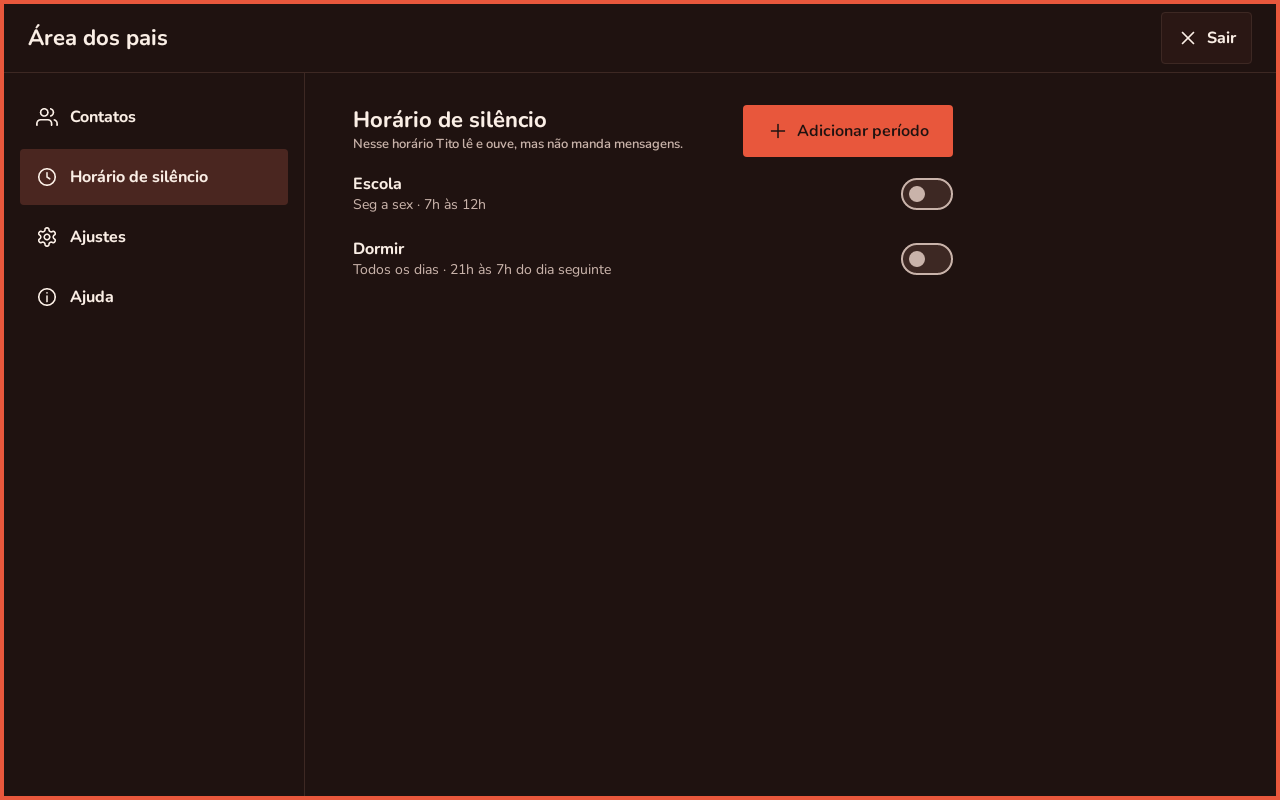 Área dos pais
Sair
Contatos
Horário de silêncio
Ajustes
Ajuda
Horário de silêncio
Nesse horário Tito lê e ouve, mas não manda mensagens.
Adicionar período
Escola
Seg a sex · 7h às 12h
Dormir
Todos os dias · 21h às 7h do dia seguinte